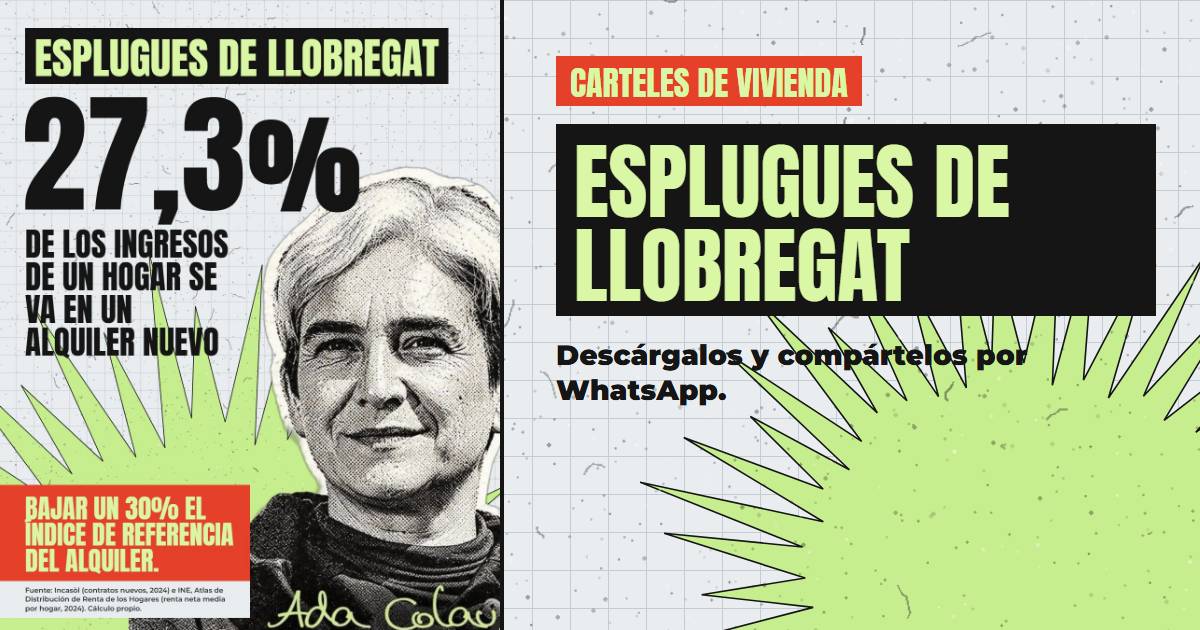 ESPLUGUES DE LLOBREGAT
27,3%
DE LOS INGRESOS
DE UN HOGAR SE
VA EN UN
ALQUILER NUEVO
BAJAR UN 30% EL
ÍNDICE DE REFERENCIA
DEL ALQUILER.
Fuente: Incasòl (contratos nuevos, 2024) e INE, Atlas de
Distribución de Renta de los Hogares (renta neta media
por hogar, 2024). Cálculo propio.
Ada Colau
CARTELES DE VIVIENDA
ESPLUGUES DE
LLOBREGAT
Descárgalos y compártelos por
WhatsApp.